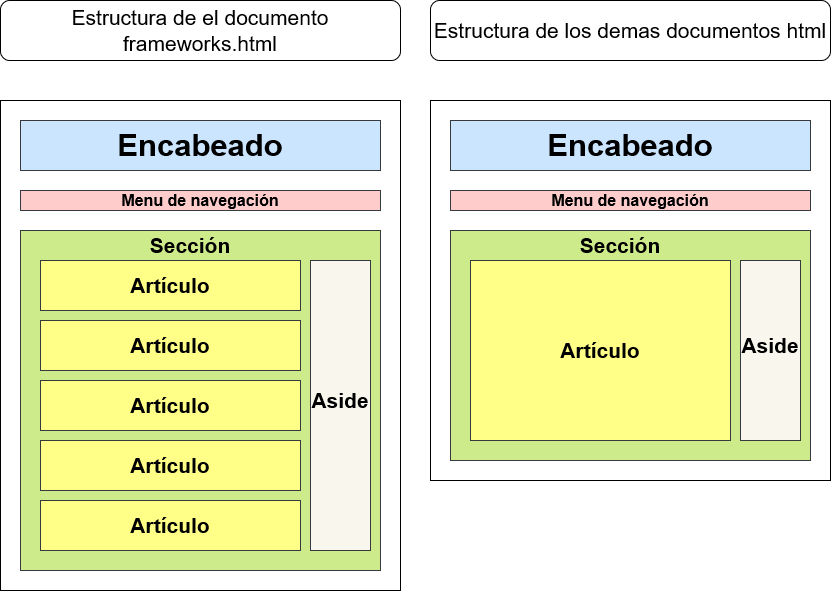 Estructura de el documento
frameworks.html
Encabeado
Menu de navegación
Sección
Artículo
Artículo
Artículo
Artículo
Artículo
Aside
Estructura de los demas documentos html
Encabeado
Menu de navegación
Sección
Artículo
Aside